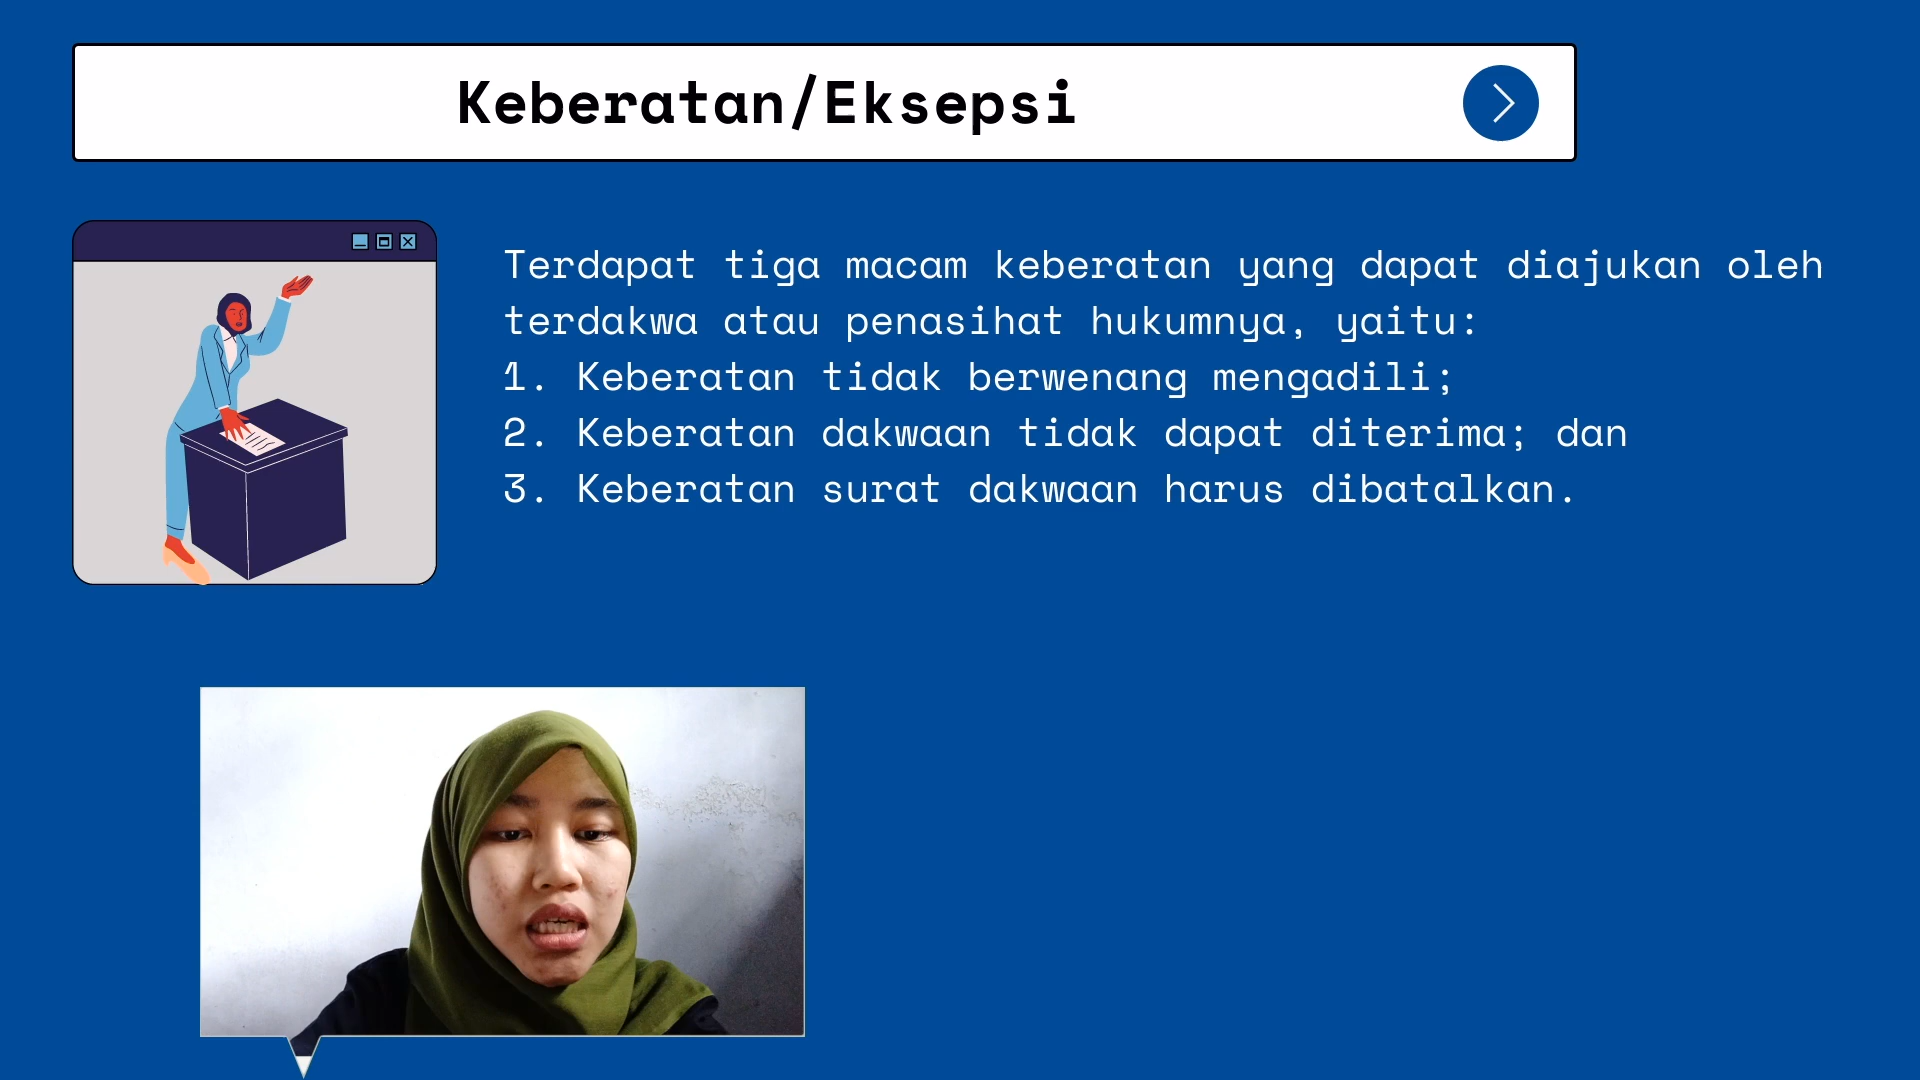 Keberatan/Eksepsi
Terdapat tiga macam keberatan yang dapat diajukan oleh
terdakwa atau penasihat hukumnya, yaitu:
1. Keberatan tidak berwenang mengadili;
2. Keberatan dakwaan tidak dapat diterima; dan
3. Keberatan surat dakwaan harus dibatalkan.